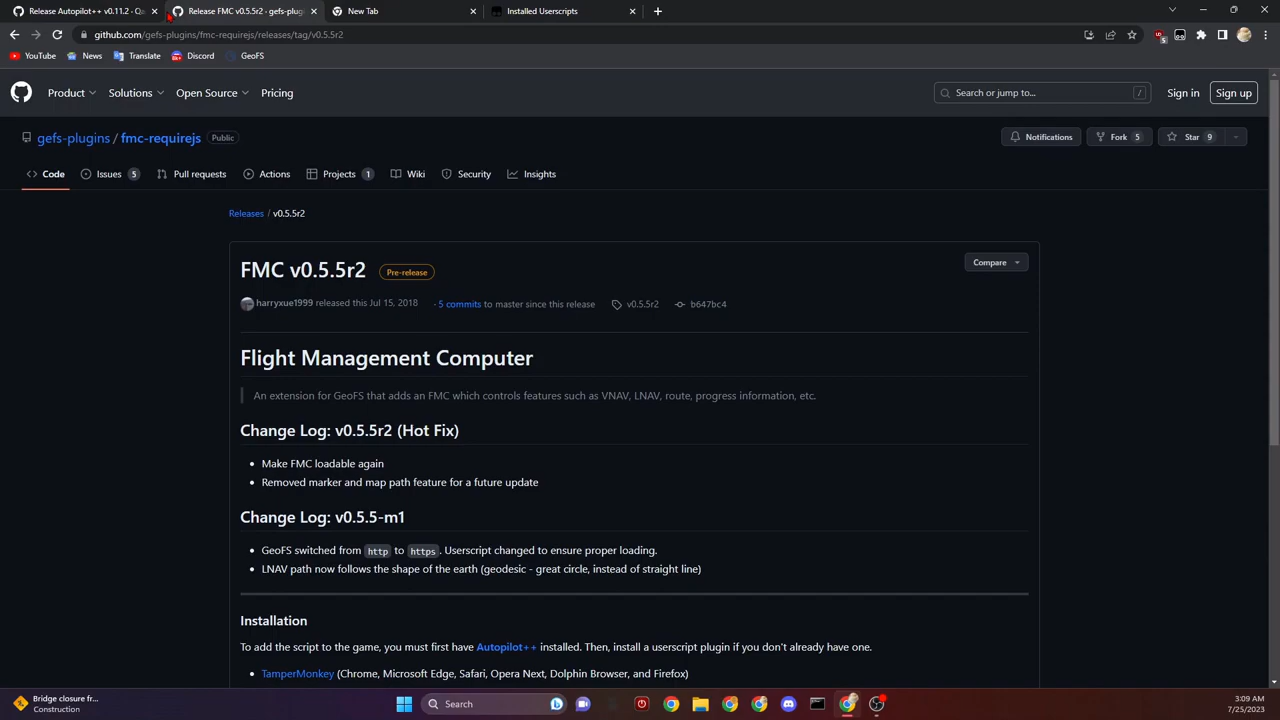 Release Autopilot++ v0.11.2 · Q
Release FMC v0.5.5r2 · gefs-plug
New Tab
Installed Userscripts
github.com/gefs-plugins/fmc-requirejs/releases/tag/v0.5.5r2
YouTube
News
Translate
Discord
GeoFS
Product
Solutions
Open Source
Pricing
Search or jump to...
/
Sign in
Sign up
gefs-plugins / fmc-requirejs
Public
Notifications
Fork 5
Star 9
Code
Issues 5
Pull requests
Actions
Projects 1
Wiki
Security
Insights
Releases / v0.5.5r2
FMC v0.5.5r2
Pre-release
Compare
harryxue1999 released this Jul 15, 2018
· 5 commits to master since this release
v0.5.5r2
b647bc4
Flight Management Computer
An extension for GeoFS that adds an FMC which controls features such as VNAV, LNAV, route, progress information, etc.
Change Log: v0.5.5r2 (Hot Fix)
• Make FMC loadable again
• Removed marker and map path feature for a future update
Change Log: v0.5.5-m1
• GeoFS switched from http to https. Userscript changed to ensure proper loading.
• LNAV path now follows the shape of the earth (geodesic - great circle, instead of straight line)
Installation
To add the script to the game, you must first have Autopilot++ installed. Then, install a userscript plugin if you don't already have one.
• TamperMonkey (Chrome, Microsoft Edge, Safari, Opera Next, Dolphin Browser, and Firefox)
Bridge closure fr...
Construction
Search
3:09 AM
7/25/2023